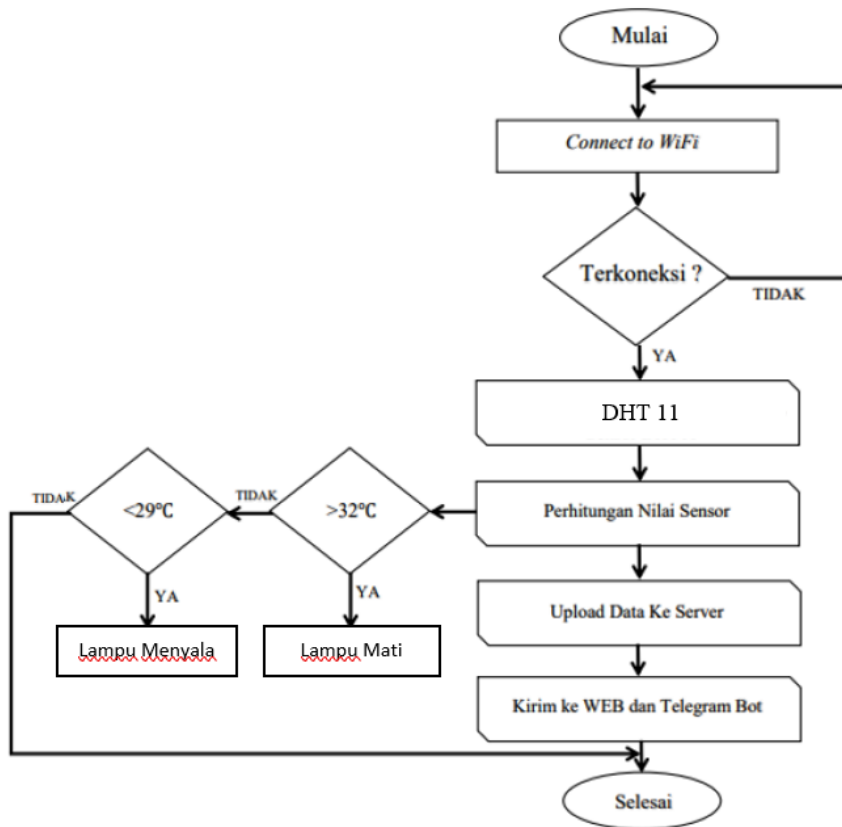 Mulai
Connect to WiFi
Terkoneksi ?
TIDAK
YA
DHT 11
Perhitungan Nilai Sensor
>32℃
TIDAK
<29℃
TIDAK
YA
YA
Lampu Menyala
Lampu Mati
Upload Data Ke Server
Kirim ke WEB dan Telegram Bot
Selesai